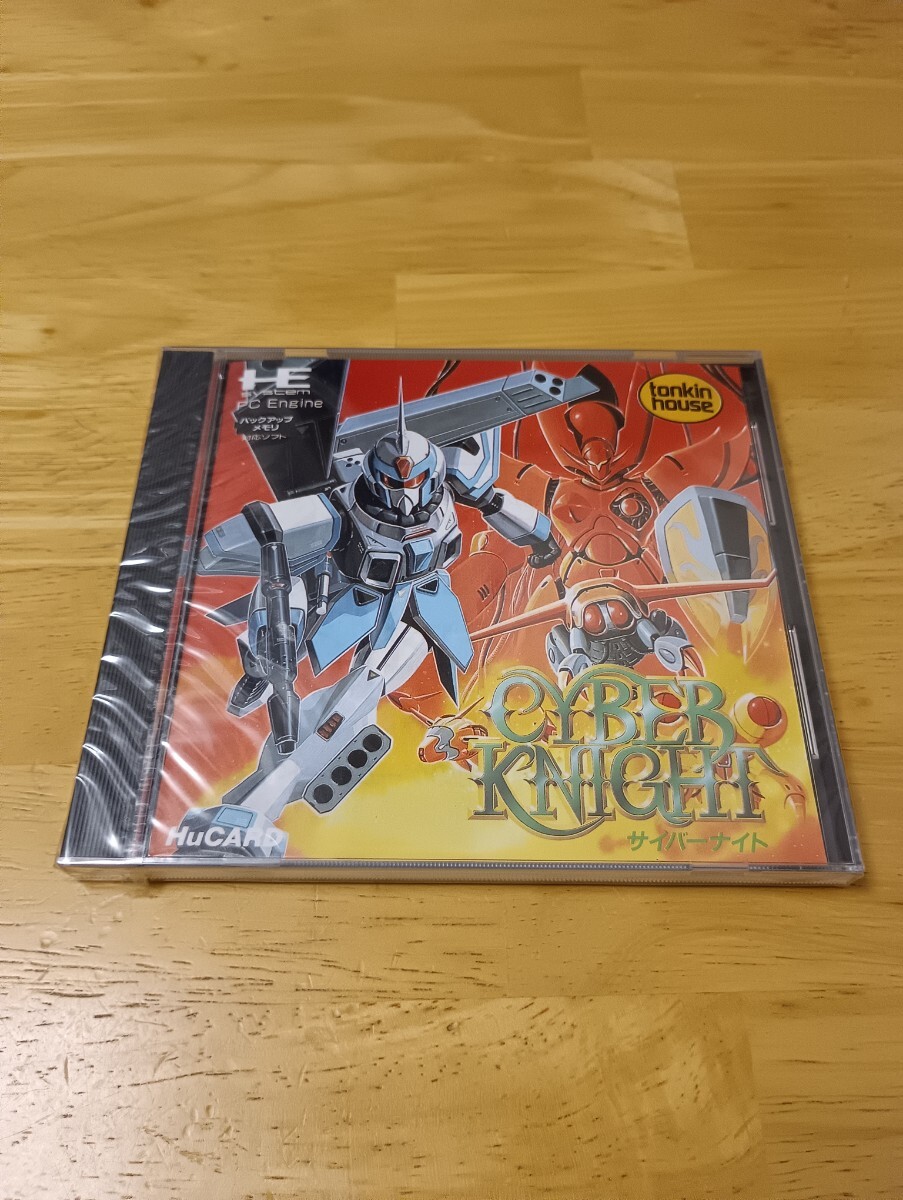 HE
system
PC Engine
バックアップ
メモリ
対応ソフト
tonkin
house
CYBER
KNIGHT
サイバーナイト
HuCARD